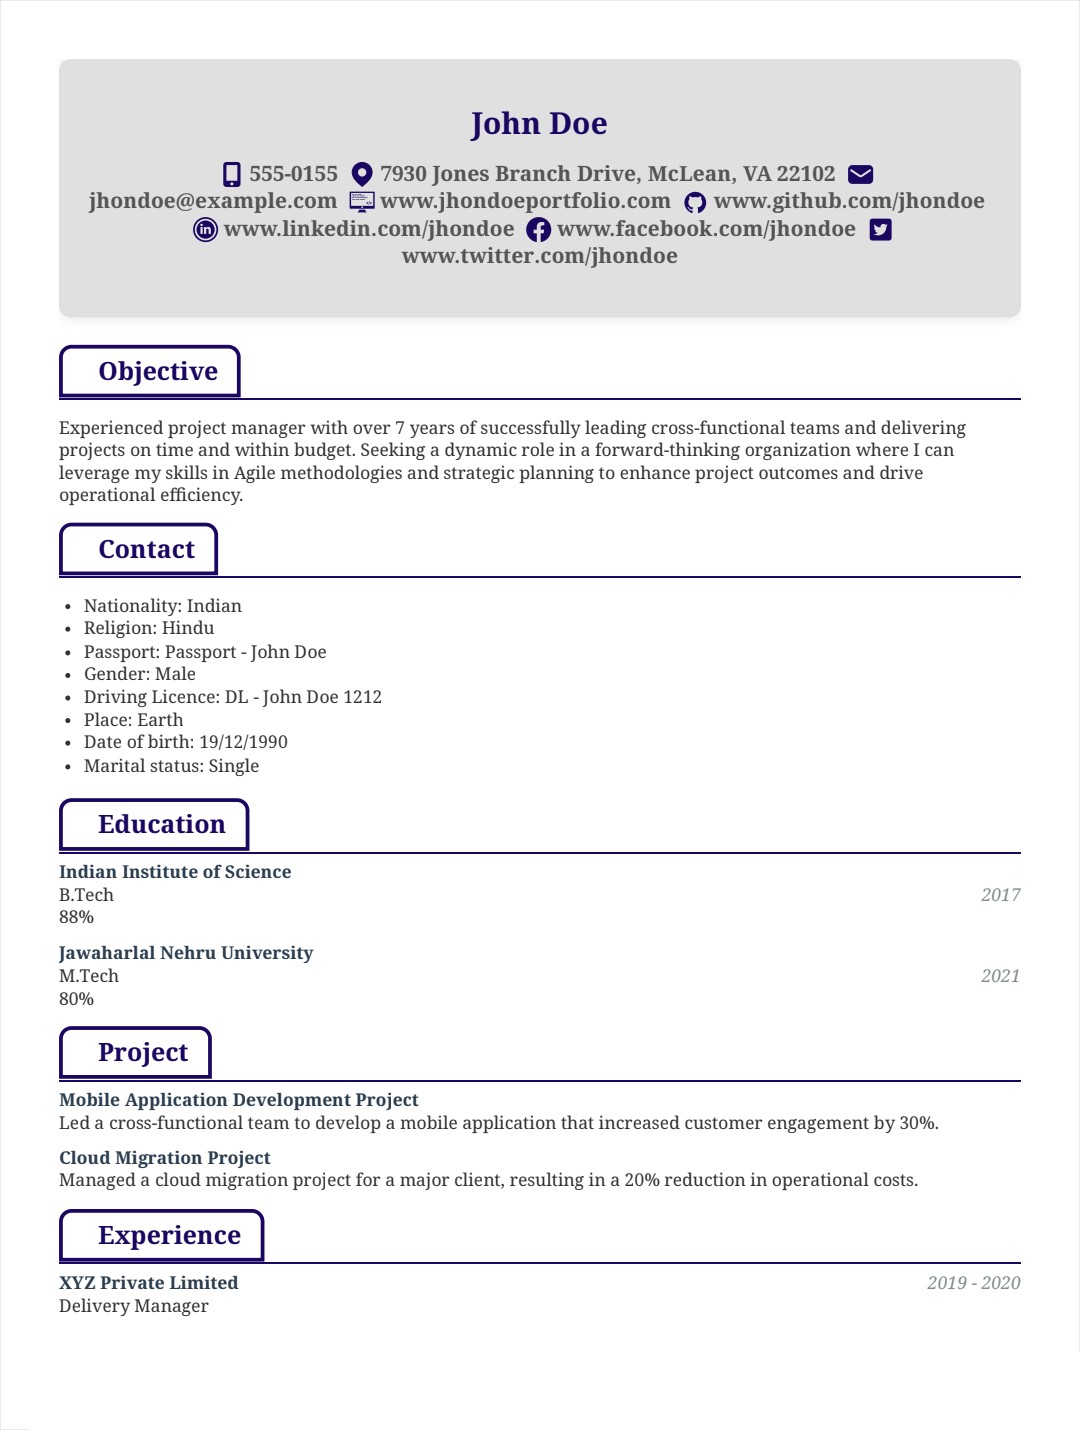 John Doe
555-0155 7930 Jones Branch Drive, McLean, VA 22102
jhondoe@example.com www.jhondoeportfolio.com www.github.com/jhondoe
www.linkedin.com/jhondoe www.facebook.com/jhondoe
www.twitter.com/jhondoe
Objective
Experienced project manager with over 7 years of successfully leading cross-functional teams and delivering
projects on time and within budget. Seeking a dynamic role in a forward-thinking organization where I can
leverage my skills in Agile methodologies and strategic planning to enhance project outcomes and drive
operational efficiency.
Contact
• Nationality: Indian
• Religion: Hindu
• Passport: Passport - John Doe
• Gender: Male
• Driving Licence: DL - John Doe 1212
• Place: Earth
• Date of birth: 19/12/1990
• Marital status: Single
Education
Indian Institute of Science
B.Tech 2017
88%
Jawaharlal Nehru University
M.Tech 2021
80%
Project
Mobile Application Development Project
Led a cross-functional team to develop a mobile application that increased customer engagement by 30%.
Cloud Migration Project
Managed a cloud migration project for a major client, resulting in a 20% reduction in operational costs.
Experience
XYZ Private Limited 2019 - 2020
Delivery Manager